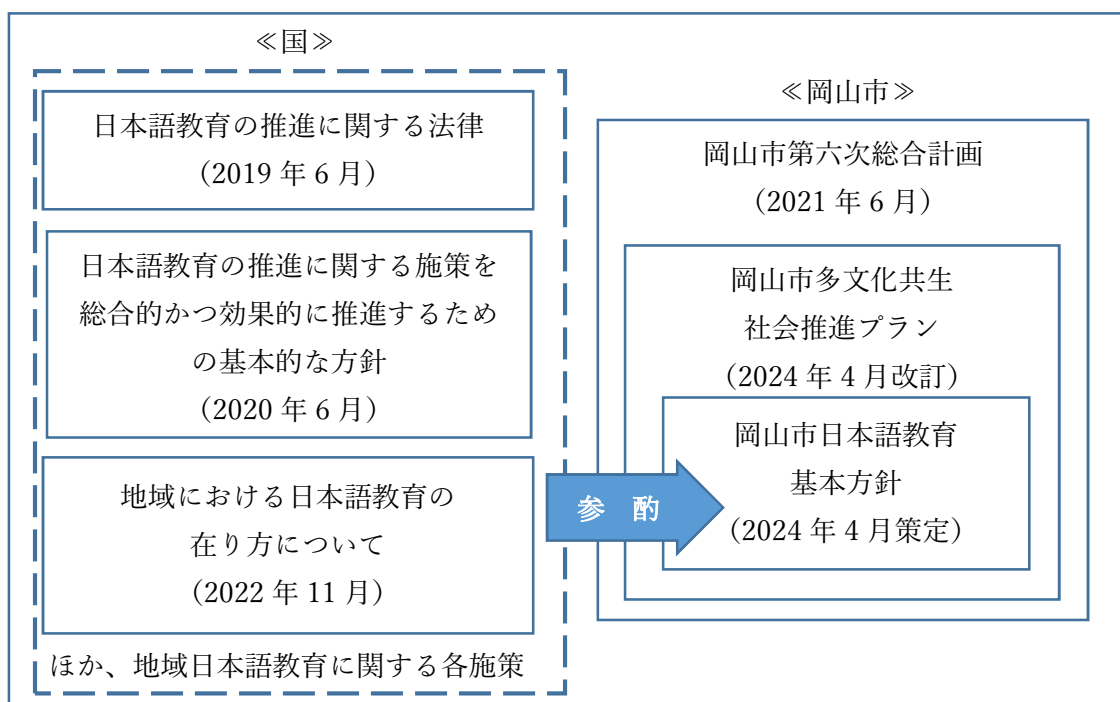 ≪国≫
日本語教育の推進に関する法律
（2019 年 6 月）
日本語教育の推進に関する施策を
総合的かつ効果的に推進するため
の基本的な方針
（2020 年 6 月）
地域における日本語教育の
在り方について
（2022 年 11 月）
ほか、地域日本語教育に関する各施策
参　酌
≪岡山市≫
岡山市第六次総合計画
（2021 年 6 月）
岡山市多文化共生
社会推進プラン
（2024 年 4 月改訂）
岡山市日本語教育
基本方針
（2024 年 4 月策定）